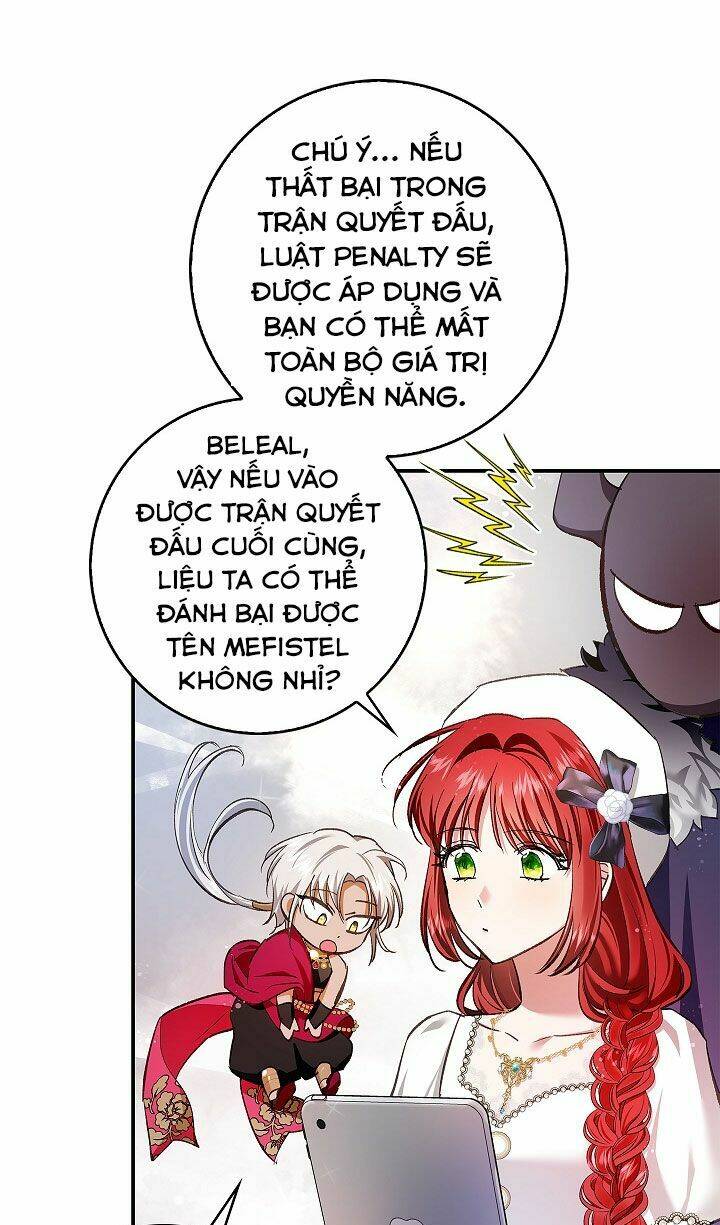 CHÚ Ý... NẾU
THẤT BẠI TRONG
TRẬN QUYẾT ĐẤU,
LUẬT PENALTY SẼ
ĐƯỢC ÁP DỤNG VÀ
BẠN CÓ THỂ MẤT
TOÀN BỘ GIÁ TRỊ
QUYỀN NĂNG.
BELEAL,
VẬY NẾU VÀO
ĐƯỢC TRẬN QUYẾT
ĐẤU CUỐI CÙNG,
LIỆU TA CÓ THỂ
ĐÁNH BẠI ĐƯỢC
TÊN MEFISTEL
KHÔNG NHỈ?